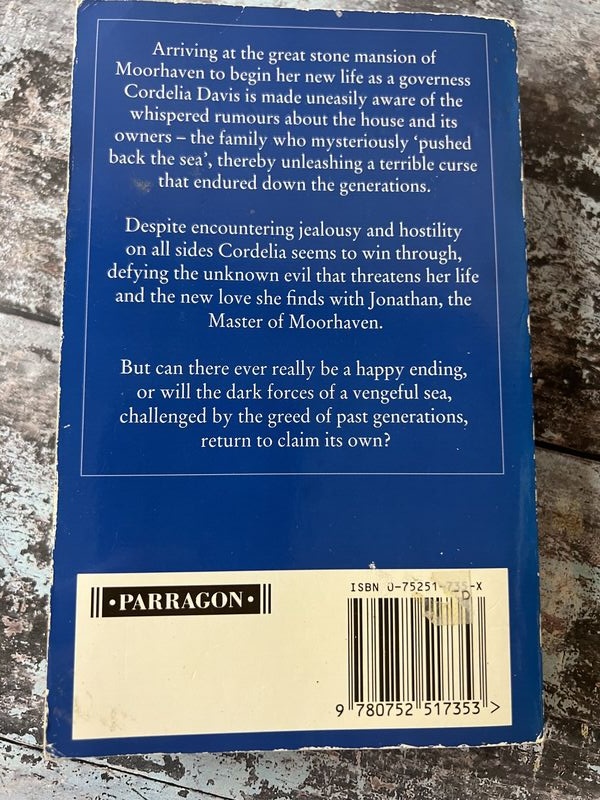 Arriving at the great stone mansion of
Moorhaven to begin her new life as a governess
Cordelia Davis is made uneasily aware of the
whispered rumours about the house and its
owners – the family who mysteriously ‘pushed
back the sea’, thereby unleashing a terrible curse
that endured down the generations.
Despite encountering jealousy and hostility
on all sides Cordelia seems to win through,
defying the unknown evil that threatens her life
and the new love she finds with Jonathan, the
Master of Moorhaven.
But can there ever really be a happy ending,
or will the dark forces of a vengeful sea,
challenged by the greed of past generations,
return to claim its own?
·PARRAGON·
ISBN 0-75251-735-X
9 780752 517353 >